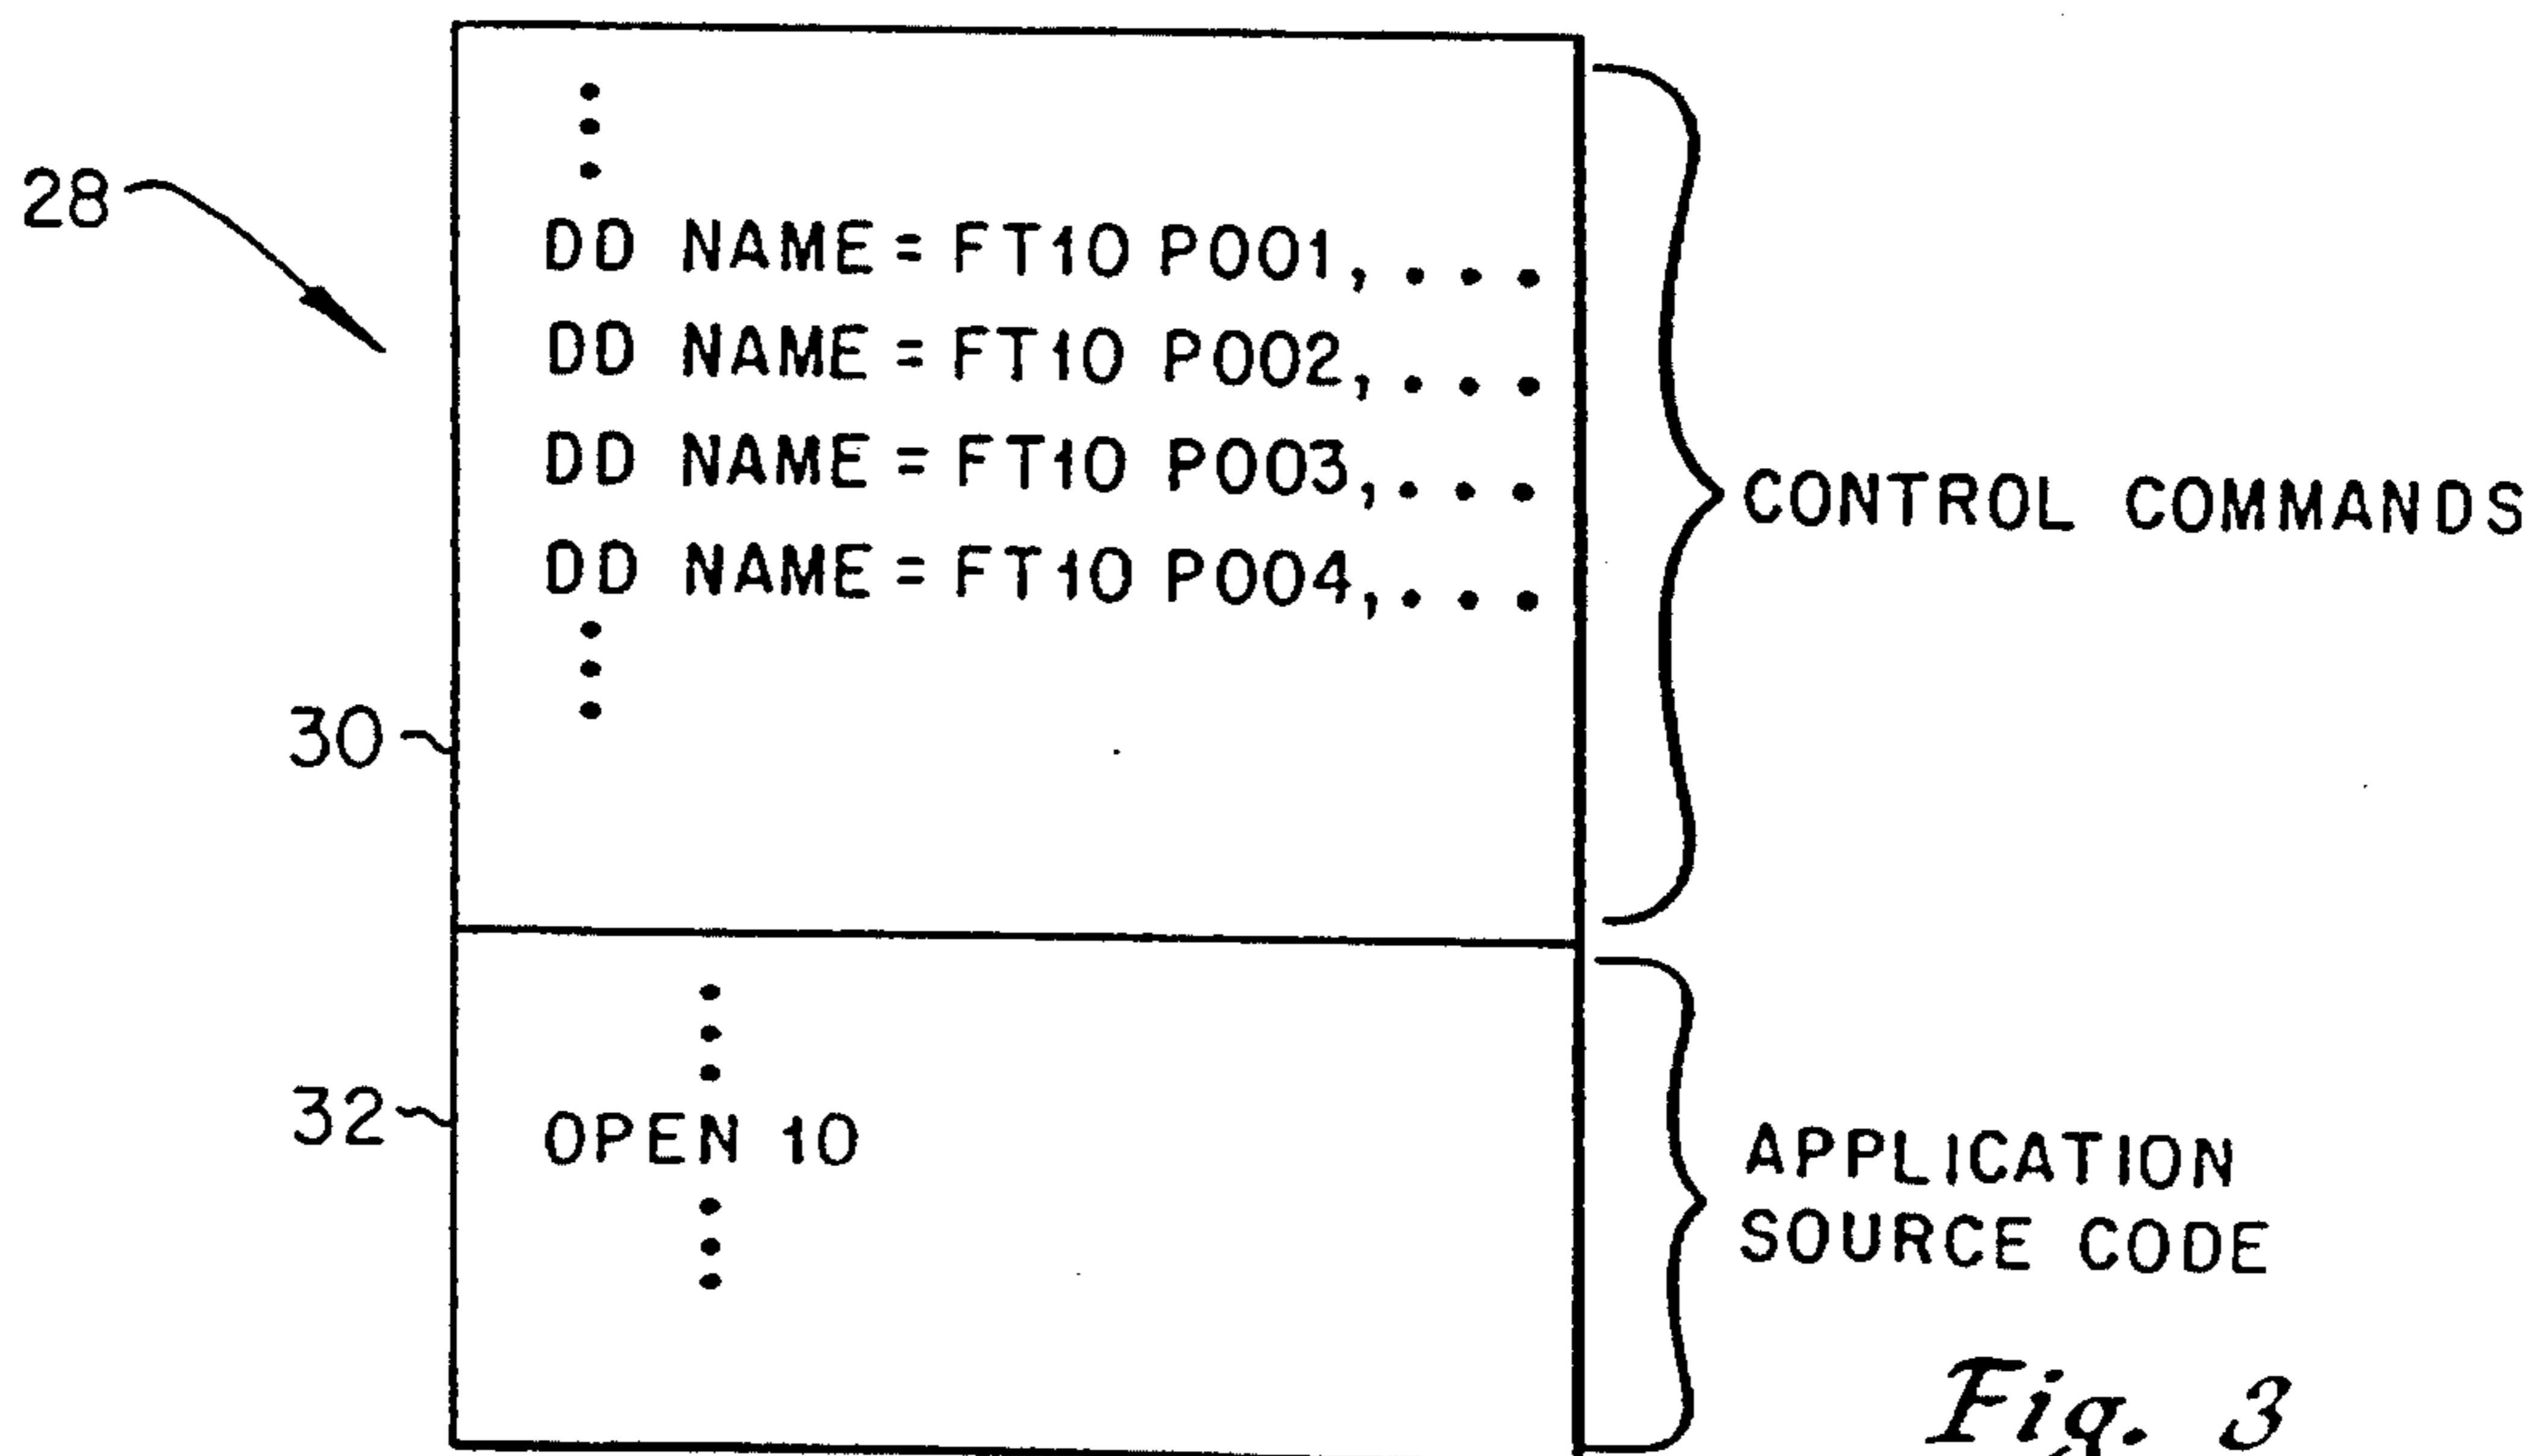 28
DD NAME = FT10 P001, . . .
DD NAME = FT10 P002, . . .
DD NAME = FT10 P003, . . .
DD NAME = FT10 P004, . . .
30
CONTROL COMMANDS
32
OPEN 10
APPLICATION
SOURCE CODE
Fig. 3